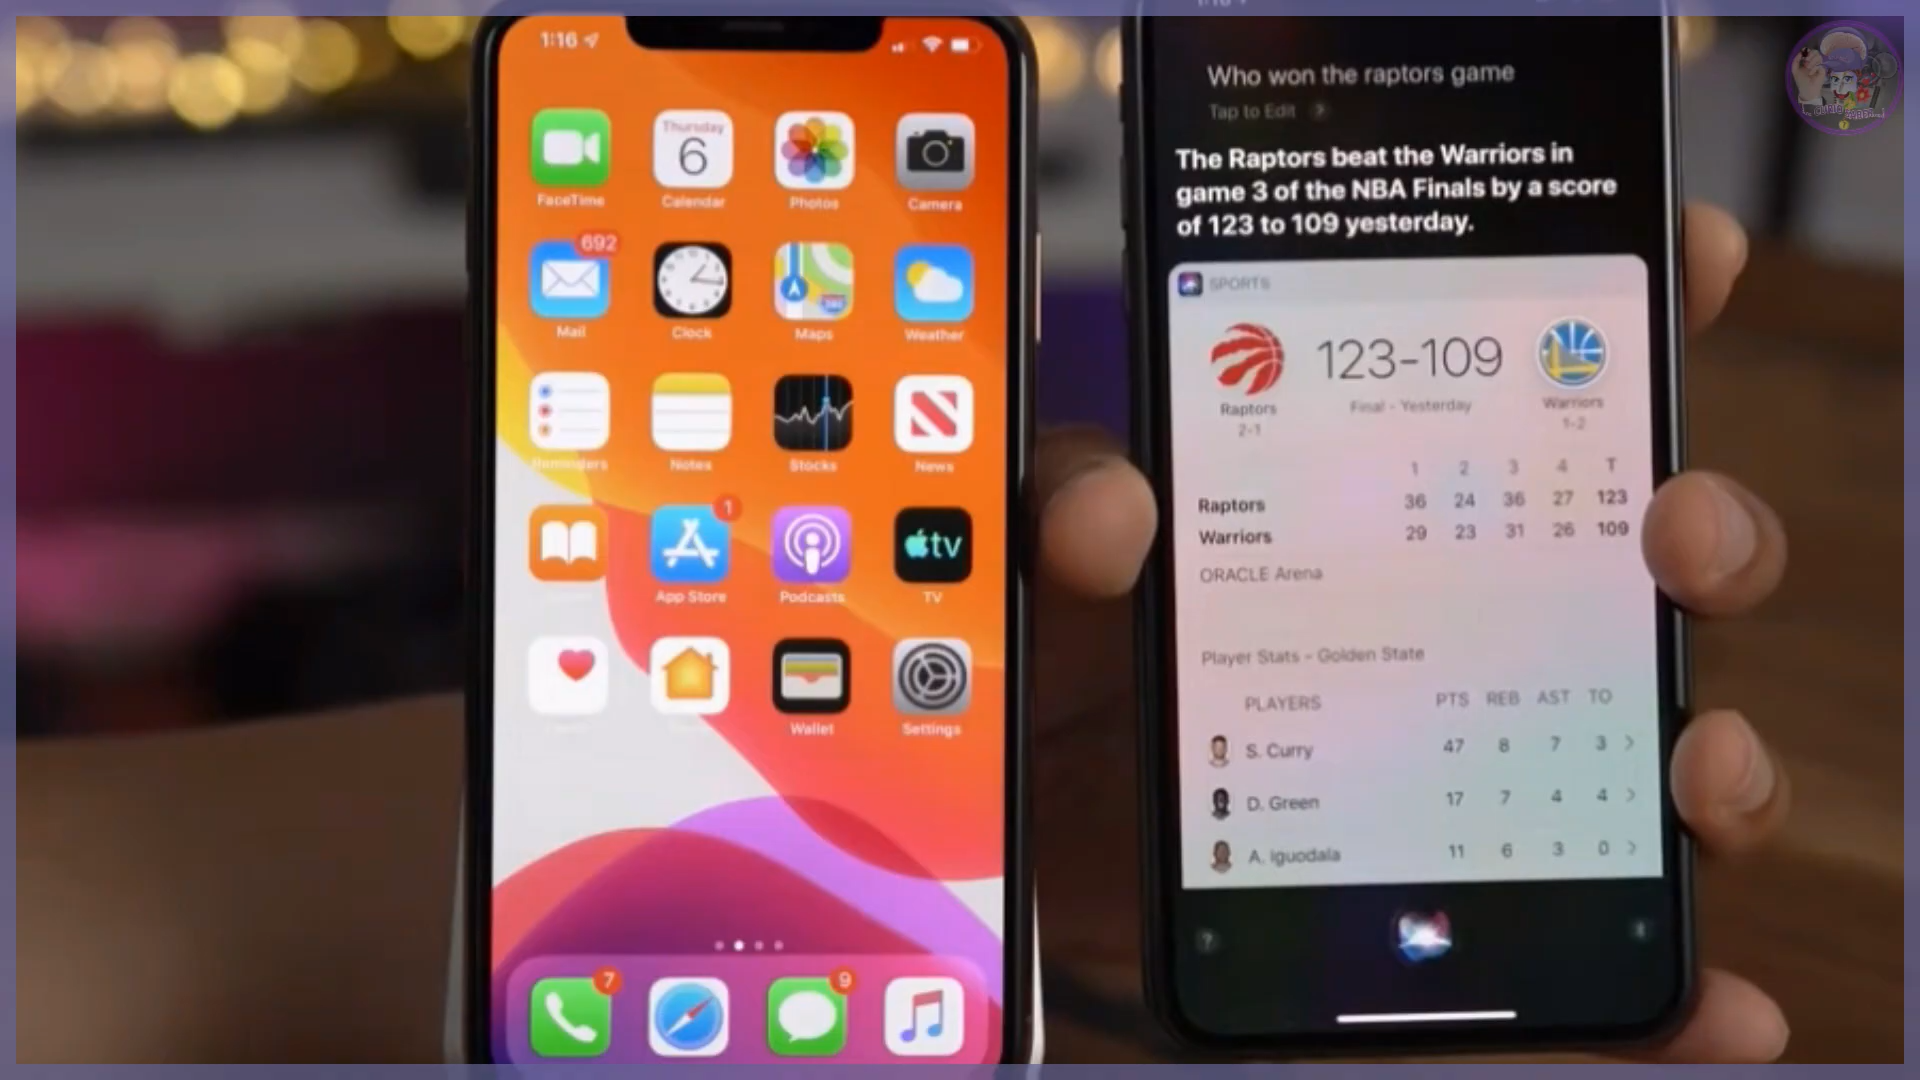 1:16
Thursday
6
FaceTime
Calendar
Photos
Camera
692
Mail
Clock
Maps
Weather
Reminders
Notes
Stocks
News
1
tv
App Store
Podcasts
TV
Wallet
Settings
7
9
Who won the raptors game
Tap to Edit ?
The Raptors beat the Warriors in
game 3 of the NBA Finals by a score
of 123 to 109 yesterday.
SPORTS
123-109
Raptors
Final - Yesterday
Warriors
2-1
1-2
1 2 3 4 T
Raptors 36 24 36 27 123
Warriors 29 23 31 26 109
ORACLE Arena
Player Stats - Golden State
PLAYERS PTS REB AST TO
S. Curry 47 8 7 3
D. Green 17 7 4 4
A. Iguodala 11 6 3 0
?